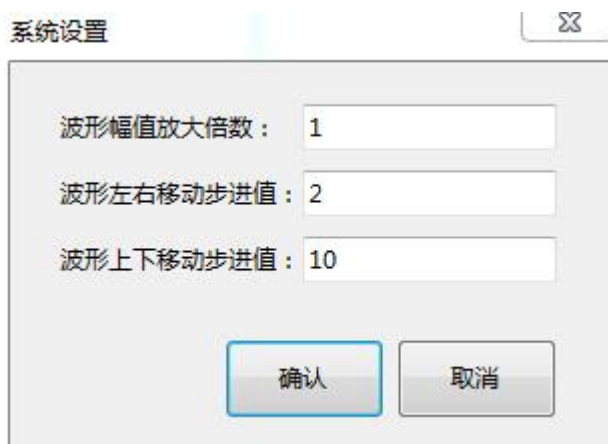 系统设置
波形幅值放大倍数： 1
波形左右移动步进值： 2
波形上下移动步进值： 10
确认 取消